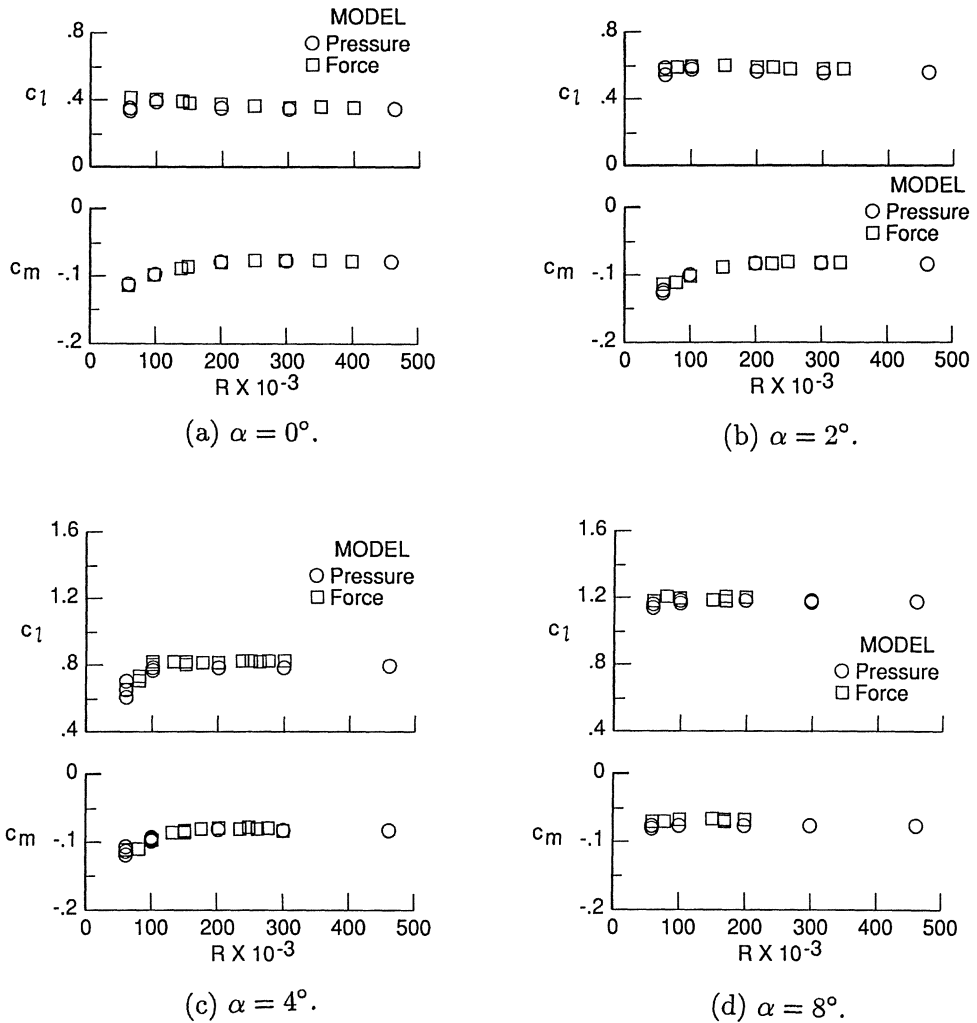 MODEL
Pressure
Force
.8
c_l .4
0
0
c_m -.1
-.2
0 100 200 300 400 500
R X 10^-3
(a) α = 0°.
.8
c_l .4
0
MODEL
Pressure
Force
0
c_m -.1
-.2
0 100 200 300 400 500
R X 10^-3
(b) α = 2°.
1.6
MODEL
Pressure
Force
1.2
c_l
.8
.4
0
c_m -.1
-.2
0 100 200 300 400 500
R X 10^-3
(c) α = 4°.
1.6
1.2
c_l
MODEL
Pressure
Force
.8
.4
0
c_m -.1
-.2
0 100 200 300 400 500
R X 10^-3
(d) α = 8°.